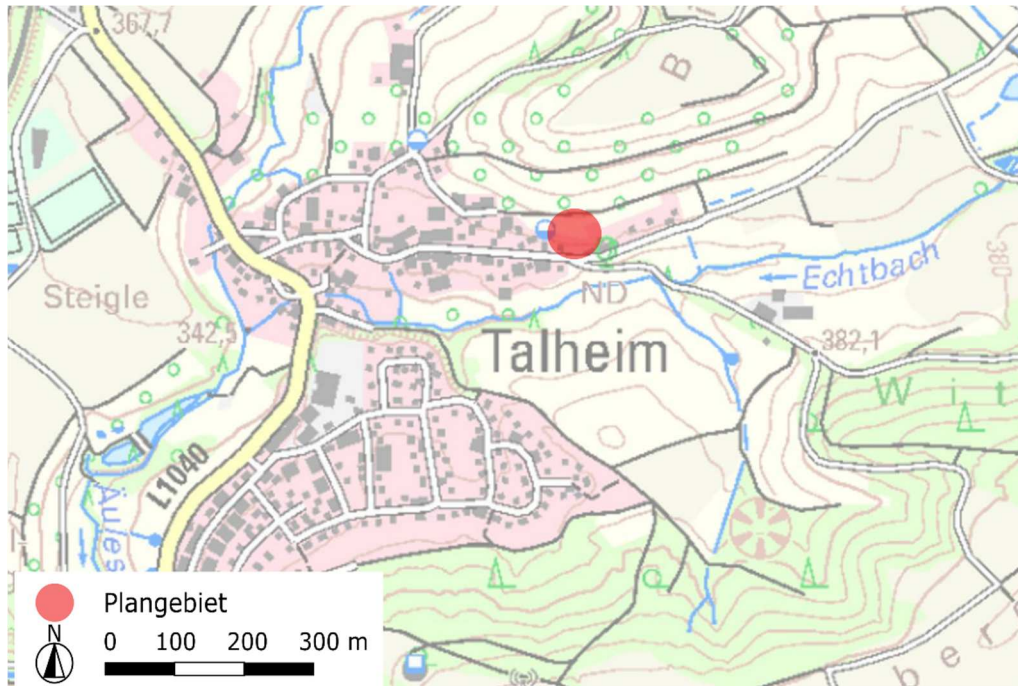 367,7
B
Steigle
Echtbach
380
ND
342,5
Talheim
382,1
W i t
L1040
Äules
b e r
Plangebiet
N
0 100 200 300 m